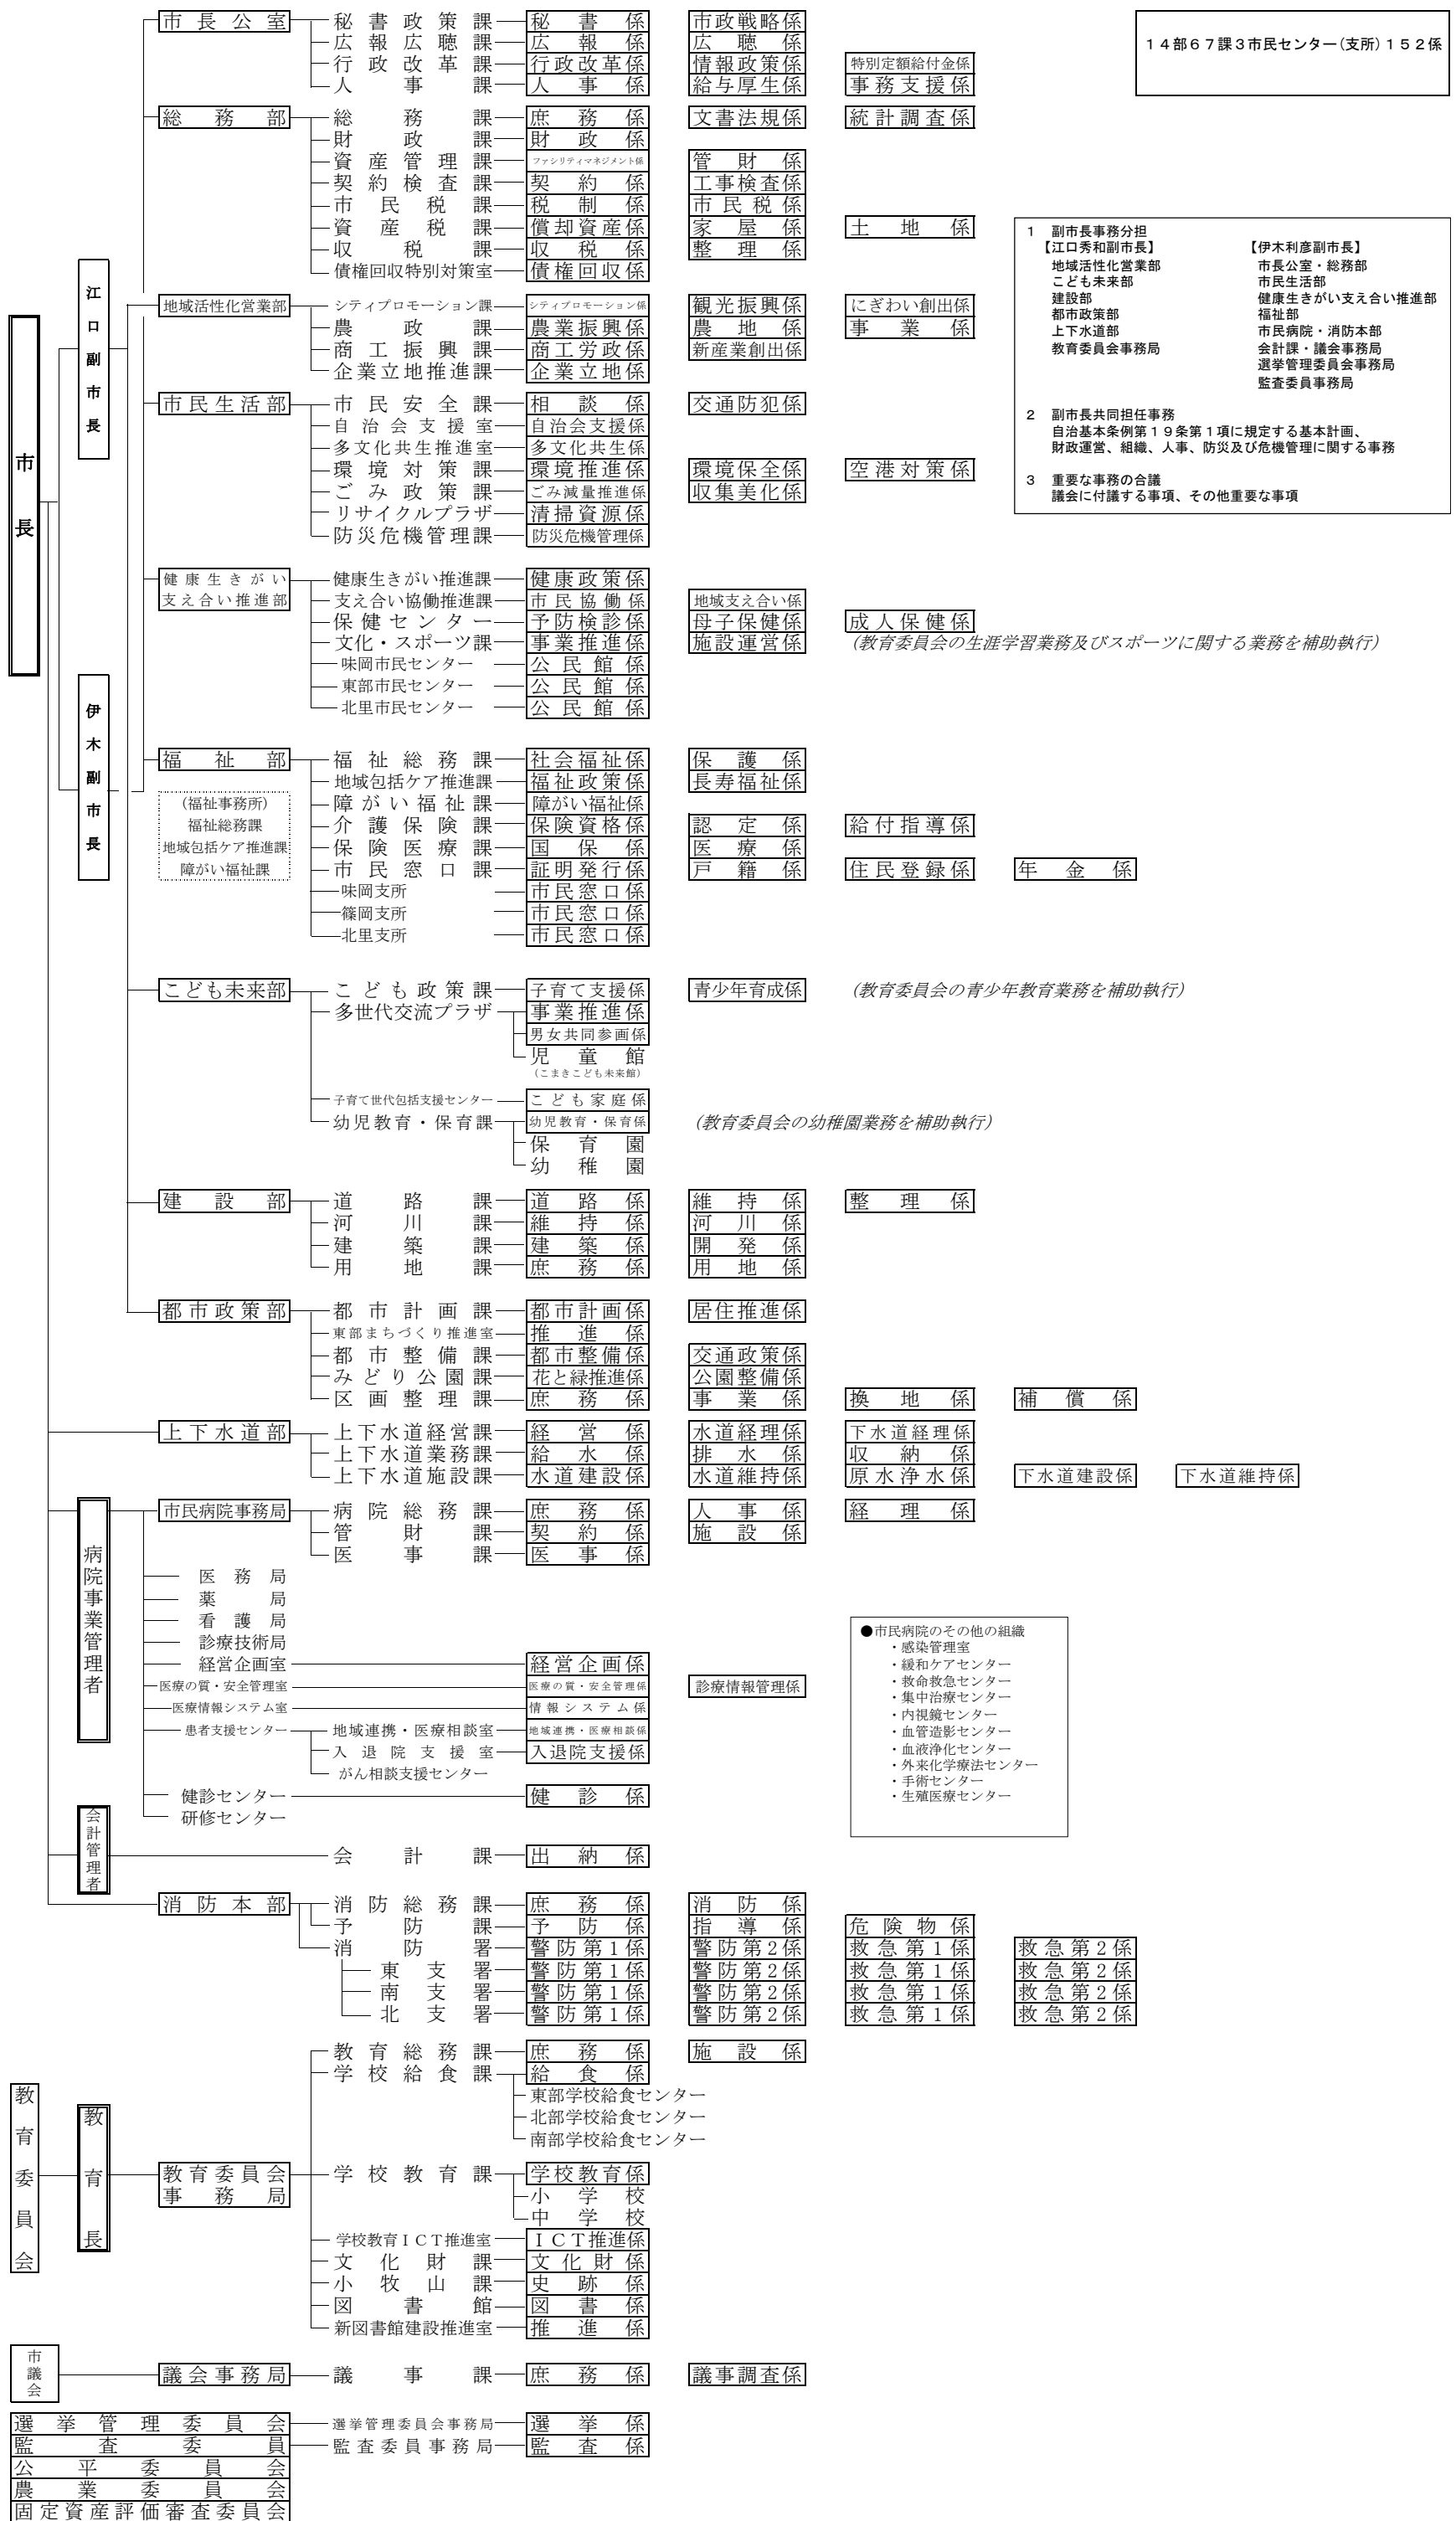 市長公室 秘書政策課 秘書係 市政戦略係
広報広聴課 広報係 広聴係
行政改革課 行政改革係 情報政策係 特別定額給付金係
人事課 人事係 給与厚生係 事務支援係
14部67課3市民センター(支所)152係
総務部 総務課 庶務係 文書法規係 統計調査係
財政課 財政係
資産管理課 ファシリティマネジメント係 管財係
契約検査課 契約係 工事検査係
市民税課 税制係 市民税係
資産税課 償却資産係 家屋係 土地係
収税課 収税係 整理係
債権回収特別対策室 債権回収係
1 副市長事務分担
【江口秀和副市長】 【伊木利彦副市長】
地域活性化営業部 市長公室・総務部
こども未来部 市民生活部
建設部 健康生きがい支え合い推進部
都市政策部 福祉部
上下水道部 市民病院・消防本部
教育委員会事務局 会計課・議会事務局
選挙管理委員会事務局
監査委員事務局
2 副市長共同担任事務
自治基本条例第19条第1項に規定する基本計画、
財政運営、組織、人事、防災及び危機管理に関する事務
3 重要な事務の合議
議会に付議する事項、その他重要な事項
市長
江口副市長
伊木副市長
地域活性化営業部 シティプロモーション課 シティプロモーション係 観光振興係 にぎわい創出係
農政課 農業振興係 農地係 事業係
商工振興課 商工労政係 新産業創出係
企業立地推進課 企業立地係
市民生活部 市民安全課 相談係 交通防犯係
自治会支援室 自治会支援係
多文化共生推進室 多文化共生係
環境対策課 環境推進係 環境保全係 空港対策係
ごみ政策課 ごみ減量推進係 収集美化係
リサイクルプラザ 清掃資源係
防災危機管理課 防災危機管理係
健康生きがい
支え合い推進部
健康生きがい推進課 健康政策係
支え合い協働推進課 市民協働係 地域支え合い係
保健センター 予防検診係 母子保健係 成人保健係
文化・スポーツ課 事業推進係 施設運営係 (教育委員会の生涯学習業務及びスポーツに関する業務を補助執行)
味岡市民センター 公民館係
東部市民センター 公民館係
北里市民センター 公民館係
福祉部 福祉総務課 社会福祉係 保護係
地域包括ケア推進課 福祉政策係 長寿福祉係
(福祉事務所) 障がい福祉課 障がい福祉係
福祉総務課 介護保険課 保険資格係 認定係 給付指導係
地域包括ケア推進課 保険医療課 国保係 医療係
障がい福祉課 市民窓口課 証明発行係 戸籍係 住民登録係 年金係
味岡支所 市民窓口係
篠岡支所 市民窓口係
北里支所 市民窓口係
こども未来部 こども政策課 子育て支援係 青少年育成係 (教育委員会の青少年教育業務を補助執行)
多世代交流プラザ 事業推進係
男女共同参画係
児童館
(こまきこども未来館)
子育て世代包括支援センター こども家庭係
幼児教育・保育課 幼児教育・保育係 (教育委員会の幼稚園業務を補助執行)
保育園
幼稚園
建設部 道路課 道路係 維持係 整理係
河川課 維持係 河川係
建築課 建築係 開発係
用地課 庶務係 用地係
都市政策部 都市計画課 都市計画係 居住推進係
東部まちづくり推進室 推進係
都市整備課 都市整備係 交通政策係
みどり公園課 花と緑推進係 公園整備係
区画整理課 庶務係 事業係 換地係 補償係
上下水道部 上下水道経営課 経営係 水道経理係 下水道経理係
上下水道業務課 給水係 排水係 収納係
上下水道施設課 水道建設係 水道維持係 原水浄水係 下水道建設係 下水道維持係
病院事業管理者
市民病院事務局 病院総務課 庶務係 人事係 経理係
管財課 契約係 施設係
医事課 医事係
医務局
薬局
看護局
診療技術局
経営企画室 経営企画係
医療の質・安全管理室 医療の質・安全管理係 診療情報管理係
医療情報システム室 情報システム係
患者支援センター 地域連携・医療相談室 地域連携・医療相談係
入退院支援室 入退院支援係
がん相談支援センター
健診センター 健診係
研修センター
●市民病院のその他の組織
・感染管理室
・緩和ケアセンター
・救命救急センター
・集中治療センター
・内視鏡センター
・血管造影センター
・血液浄化センター
・外来化学療法センター
・手術センター
・生殖医療センター
会計管理者 会計課 出納係
消防本部 消防総務課 庶務係 消防係
予防課 予防係 指導係 危険物係
消防署 警防第1係 警防第2係 救急第1係 救急第2係
東支署 警防第1係 警防第2係 救急第1係 救急第2係
南支署 警防第1係 警防第2係 救急第1係 救急第2係
北支署 警防第1係 警防第2係 救急第1係 救急第2係
教育委員会
教育長
教育委員会
事務局
教育総務課 庶務係 施設係
学校給食課 給食係
東部学校給食センター
北部学校給食センター
南部学校給食センター
学校教育課 学校教育係
小学校
中学校
学校教育ICT推進室 ICT推進係
文化財課 文化財係
小牧山課 史跡係
図書館 図書係
新図書館建設推進室 推進係
市議会 議会事務局 議事課 庶務係 議事調査係
選挙管理委員会 選挙管理委員会事務局 選挙係
監査委員 監査委員事務局 監査係
公平委員会
農業委員会
固定資産評価審査委員会